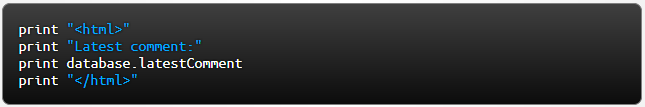 print "<html>"
print "Latest comment:"
print database.latestComment
print "</html>"